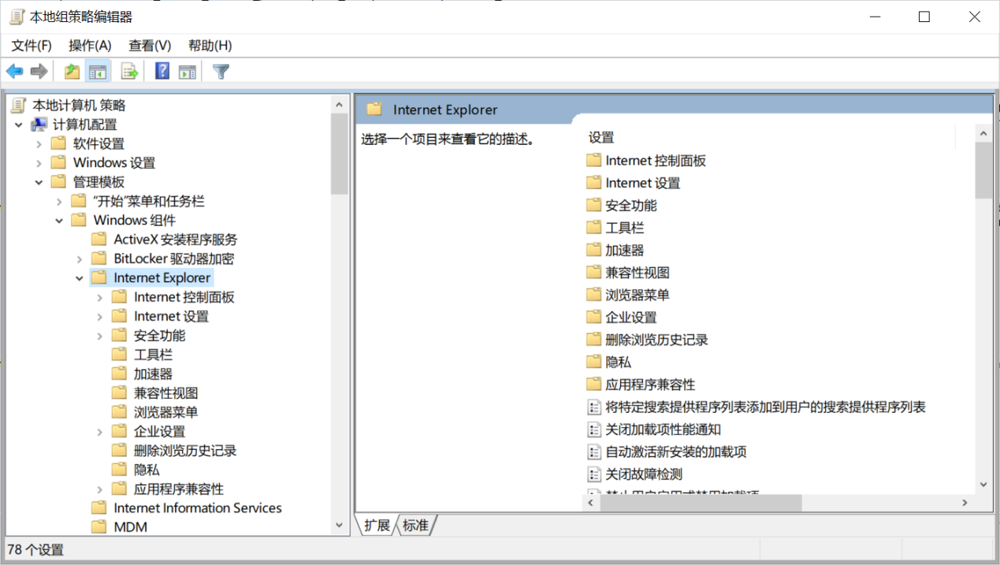 本地组策略编辑器
文件(F) 操作(A) 查看(V) 帮助(H)
本地计算机 策略
计算机配置
软件设置
Windows 设置
管理模板
“开始”菜单和任务栏
Windows 组件
ActiveX 安装程序服务
BitLocker 驱动器加密
Internet Explorer
Internet 控制面板
Internet 设置
安全功能
工具栏
加速器
兼容性视图
浏览器菜单
企业设置
删除浏览历史记录
隐私
应用程序兼容性
Internet Information Services
MDM
Internet Explorer
选择一个项目来查看它的描述。
设置
Internet 控制面板
Internet 设置
安全功能
工具栏
加速器
兼容性视图
浏览器菜单
企业设置
删除浏览历史记录
隐私
应用程序兼容性
将特定搜索提供程序列表添加到用户的搜索提供程序列表
关闭加载项性能通知
自动激活新安装的加载项
关闭故障检测
扩展 标准
78 个设置